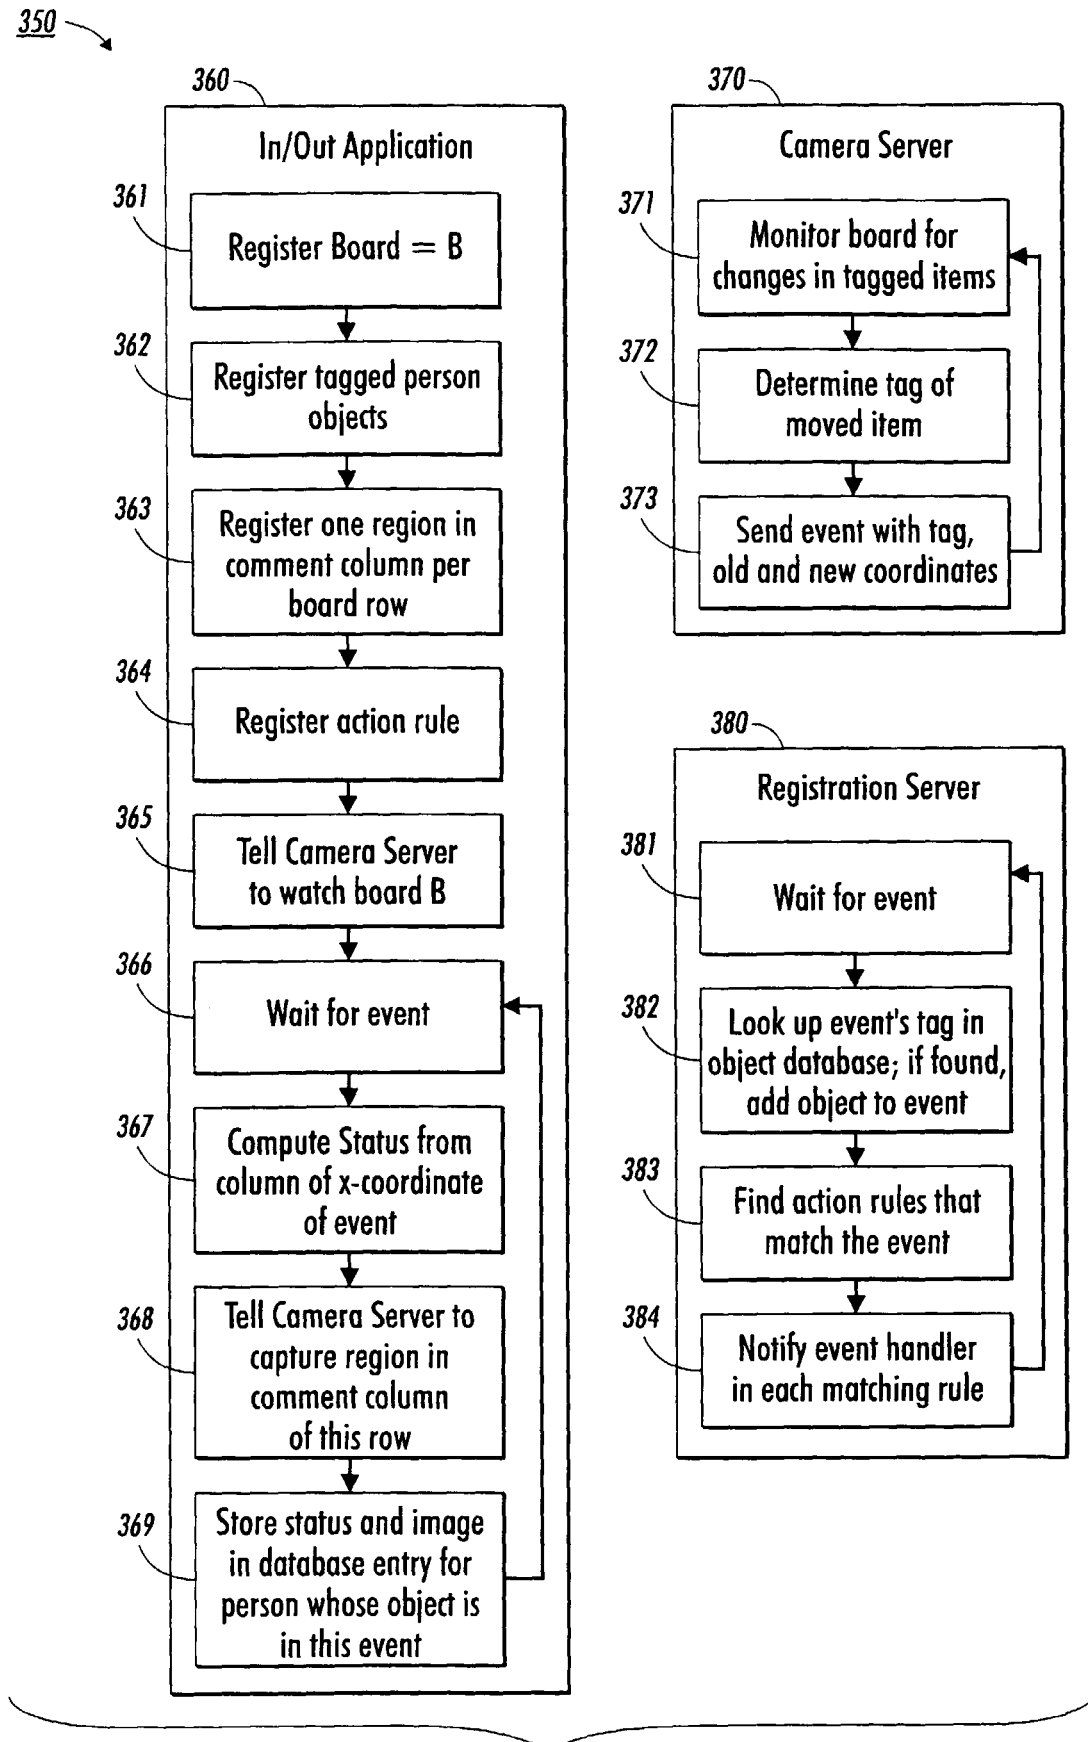 350
360
In/Out Application
361
Register Board = B
362
Register tagged person
objects
363
Register one region in
comment column per
board row
364
Register action rule
365
Tell Camera Server
to watch board B
366
Wait for event
367
Compute Status from
column of x-coordinate
of event
368
Tell Camera Server to
capture region in
comment column
of this row
369
Store status and image
in database entry for
person whose object is
in this event
370
Camera Server
371
Monitor board for
changes in tagged items
372
Determine tag of
moved item
373
Send event with tag,
old and new coordinates
380
Registration Server
381
Wait for event
382
Look up event's tag in
object database; if found,
add object to event
383
Find action rules that
match the event
384
Notify event handler
in each matching rule